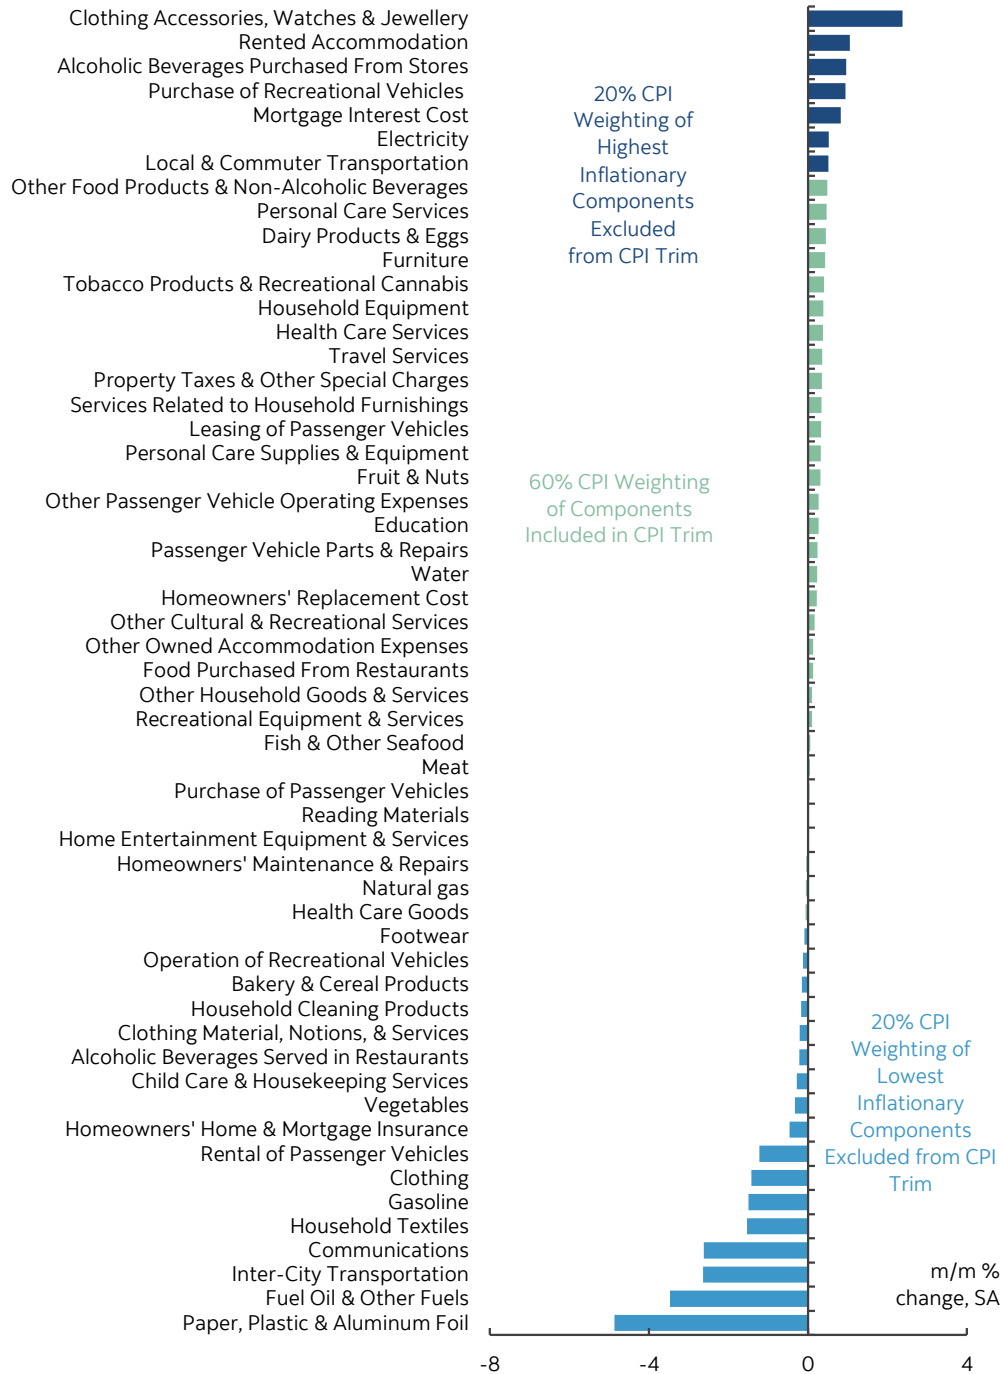 Clothing Accessories, Watches & Jewellery
Rented Accommodation
Alcoholic Beverages Purchased From Stores
Purchase of Recreational Vehicles
Mortgage Interest Cost
Electricity
Local & Commuter Transportation
Other Food Products & Non-Alcoholic Beverages
Personal Care Services
Dairy Products & Eggs
Furniture
Tobacco Products & Recreational Cannabis
Household Equipment
Health Care Services
Travel Services
Property Taxes & Other Special Charges
Services Related to Household Furnishings
Leasing of Passenger Vehicles
Personal Care Supplies & Equipment
Fruit & Nuts
Other Passenger Vehicle Operating Expenses
Education
Passenger Vehicle Parts & Repairs
Water
Homeowners' Replacement Cost
Other Cultural & Recreational Services
Other Owned Accommodation Expenses
Food Purchased From Restaurants
Other Household Goods & Services
Recreational Equipment & Services
Fish & Other Seafood
Meat
Purchase of Passenger Vehicles
Reading Materials
Home Entertainment Equipment & Services
Homeowners' Maintenance & Repairs
Natural gas
Health Care Goods
Footwear
Operation of Recreational Vehicles
Bakery & Cereal Products
Household Cleaning Products
Clothing Material, Notions, & Services
Alcoholic Beverages Served in Restaurants
Child Care & Housekeeping Services
Vegetables
Homeowners' Home & Mortgage Insurance
Rental of Passenger Vehicles
Clothing
Gasoline
Household Textiles
Communications
Inter-City Transportation
Fuel Oil & Other Fuels
Paper, Plastic & Aluminum Foil
20% CPI
Weighting of
Highest
Inflationary
Components
Excluded
from CPI Trim
60% CPI Weighting
of Components
Included in CPI Trim
20% CPI
Weighting of
Lowest
Inflationary
Components
Excluded from CPI
Trim
m/m %
change, SA
-8 -4 0 4